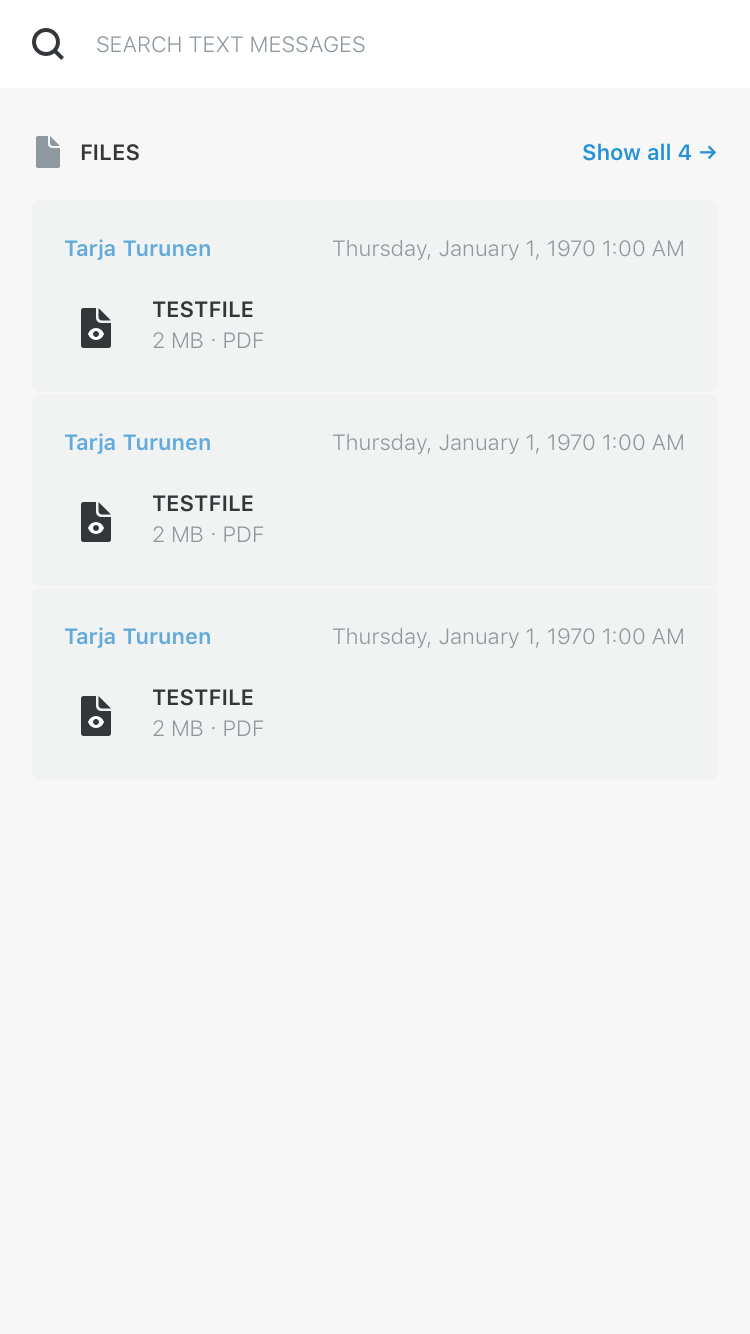 SEARCH TEXT MESSAGES
FILES Show all 4 →
Tarja Turunen Thursday, January 1, 1970 1:00 AM
TESTFILE
2 MB · PDF
Tarja Turunen Thursday, January 1, 1970 1:00 AM
TESTFILE
2 MB · PDF
Tarja Turunen Thursday, January 1, 1970 1:00 AM
TESTFILE
2 MB · PDF